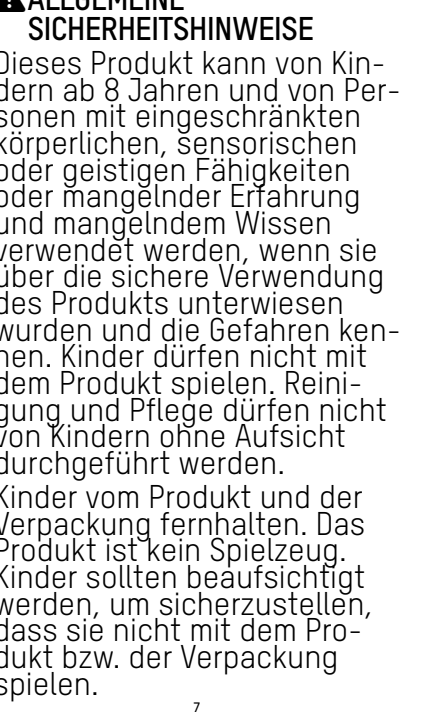 ALLGEMEINE
SICHERHEITSHINWEISE
Dieses Produkt kann von Kin-
dern ab 8 Jahren und von Per-
sonen mit eingeschränkten
körperlichen, sensorischen
oder geistigen Fähigkeiten
oder mangelnder Erfahrung
und mangelndem Wissen
verwendet werden, wenn sie
über die sichere Verwendung
des Produkts unterwiesen
wurden und die Gefahren ken-
nen. Kinder dürfen nicht mit
dem Produkt spielen. Reini-
gung und Pflege dürfen nicht
von Kindern ohne Aufsicht
durchgeführt werden.
Kinder vom Produkt und der
Verpackung fernhalten. Das
Produkt ist kein Spielzeug.
Kinder sollten beaufsichtigt
werden, um sicherzustellen,
dass sie nicht mit dem Pro-
dukt bzw. der Verpackung
spielen.
7